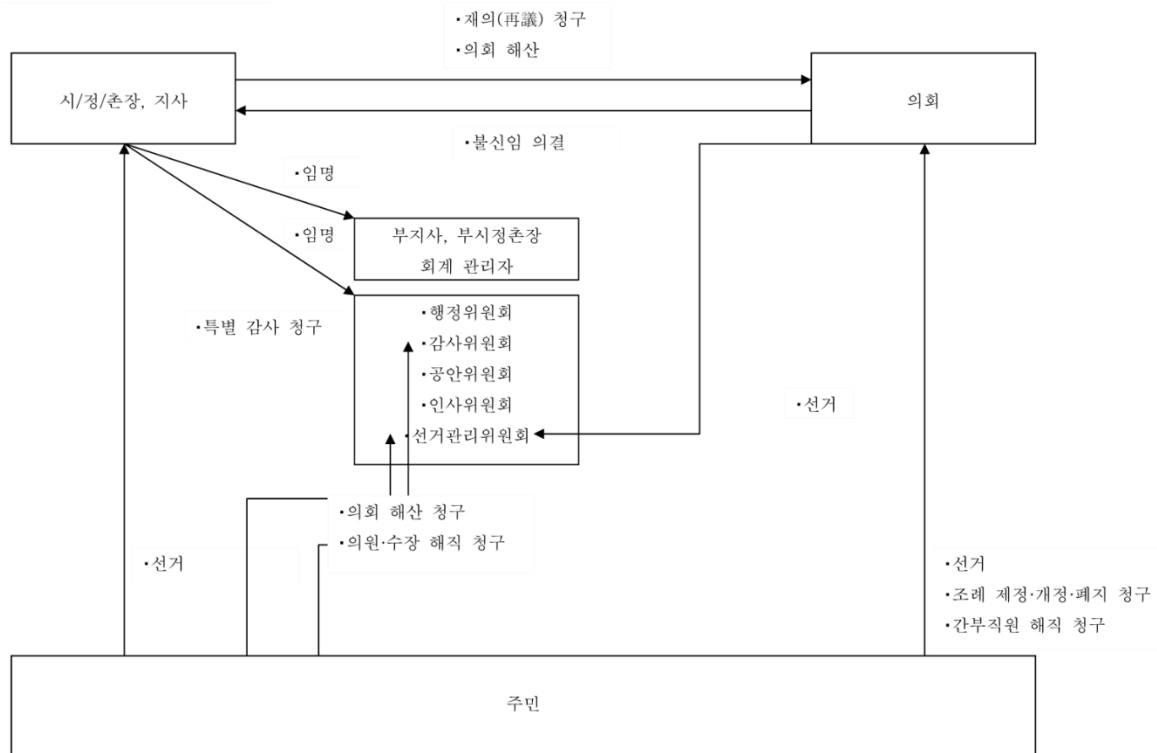 ▪재의(再議) 청구
▪의회 해산
시/정/촌장, 지사
의회
▪불신임 의결
▪임명
▪임명
부지사, 부시정촌장
회계 관리자
▪특별 감사 청구
▪행정위원회
▪감사위원회
▪공안위원회
▪인사위원회
▪선거관리위원회
▪선거
▪의회 해산 청구
▪의원·수장 해직 청구
▪선거
▪선거
▪조례 제정·개정·폐지 청구
▪간부직원 해직 청구
주민